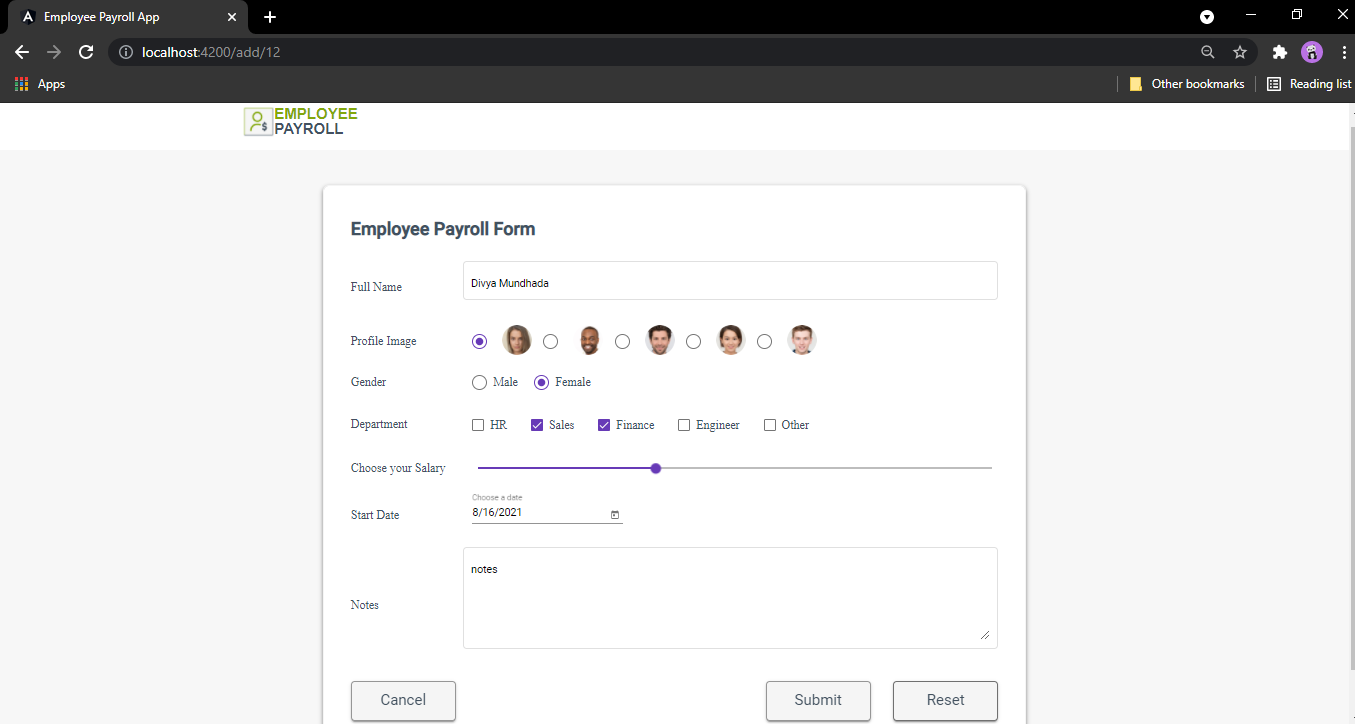 Employee Payroll App
localhost:4200/add/12
Apps
Other bookmarks
Reading list
EMPLOYEE
PAYROLL
Employee Payroll Form
Full Name
Divya Mundhada
Profile Image
Gender
Male
Female
Department
HR
Sales
Finance
Engineer
Other
Choose your Salary
Start Date
Choose a date
8/16/2021
Notes
notes
Cancel
Submit
Reset